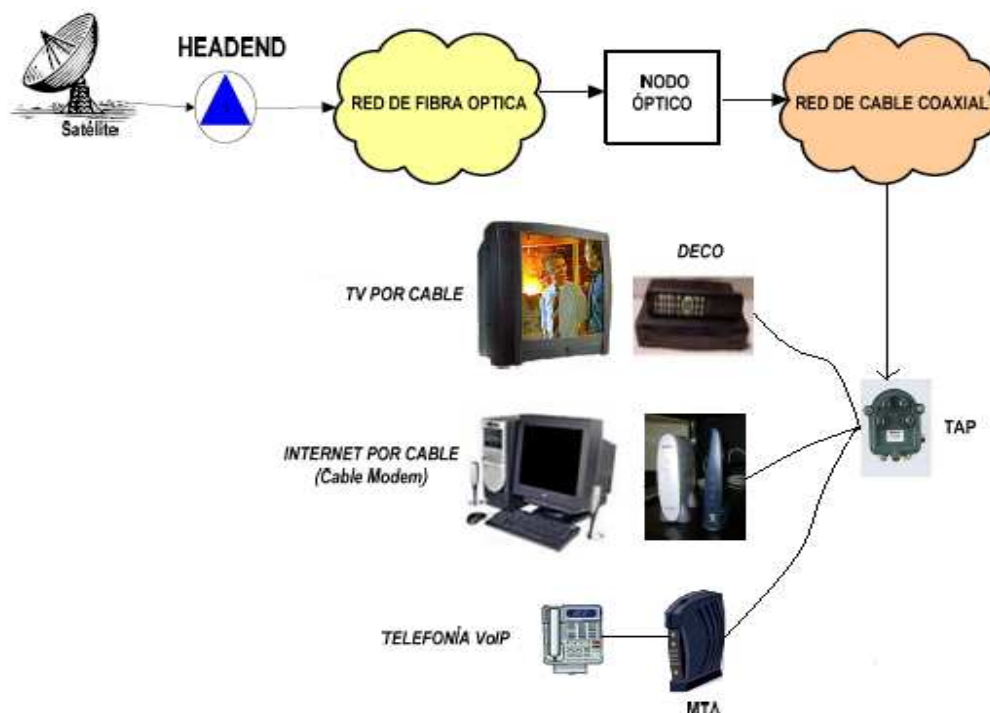 HEADEND
Satélite
RED DE FIBRA OPTICA
NODO
ÓPTICO
RED DE CABLE COAXIAL
TV POR CABLE
DECO
TAP
INTERNET POR CABLE
(Cable Modem)
TELEFONÍA VoIP
MTA